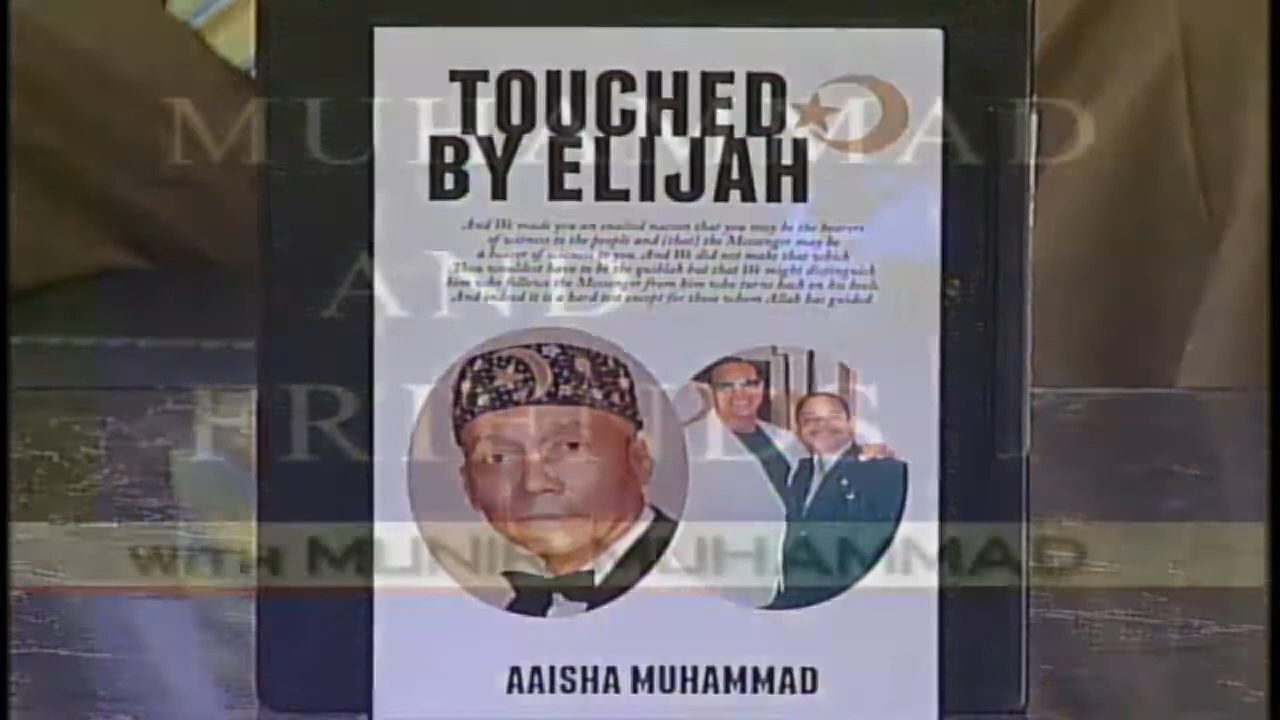 TOUCHED
BY ELIJAH
And We made you an exalted nation that you may be the bearers
of witness to the people and (that) the Messenger may be
a bearer of witness to you. And We did not make that which
Thou wouldst have to be the quiblah but that We might distinguish
him who follows the Messenger from him who turns back on his heels
And indeed it is a hard test except for those whom Allah has guided
AAISHA MUHAMMAD
MUHAMMAD
AND
FRIENDS
WITH MUNIR MUHAMMAD